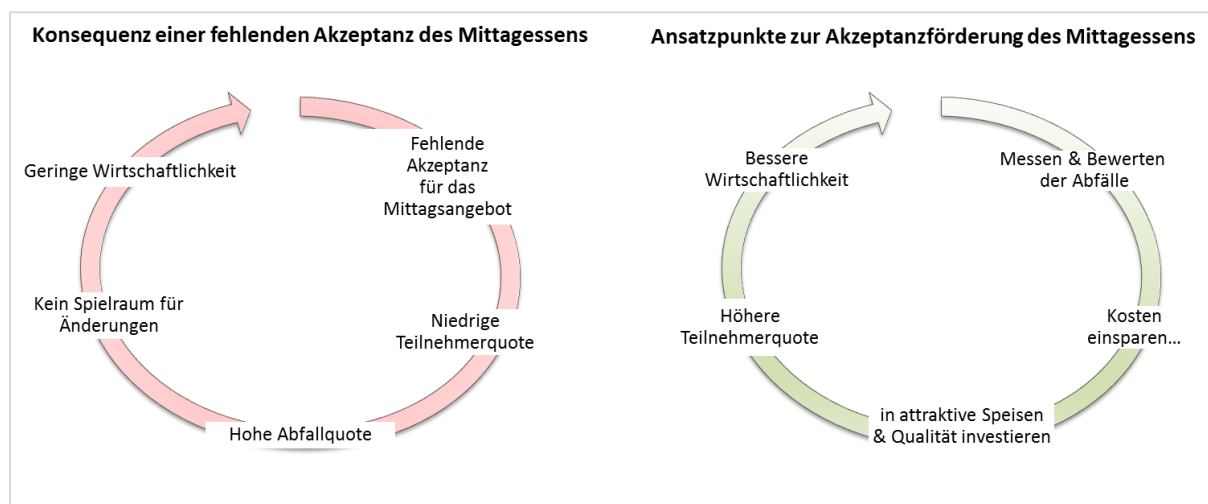 Konsequenz einer fehlenden Akzeptanz des Mittagessens
Fehlende
Akzeptanz
für das
Mittagsangebot
Niedrige
Teilnehmerquote
Hohe Abfallquote
Kein Spielraum für
Änderungen
Geringe Wirtschaftlichkeit
Ansatzpunkte zur Akzeptanzförderung des Mittagessens
Messen & Bewerten
der Abfälle
Kosten
einsparen...
in attraktive Speisen
& Qualität investieren
Höhere
Teilnehmerquote
Bessere
Wirtschaftlichkeit